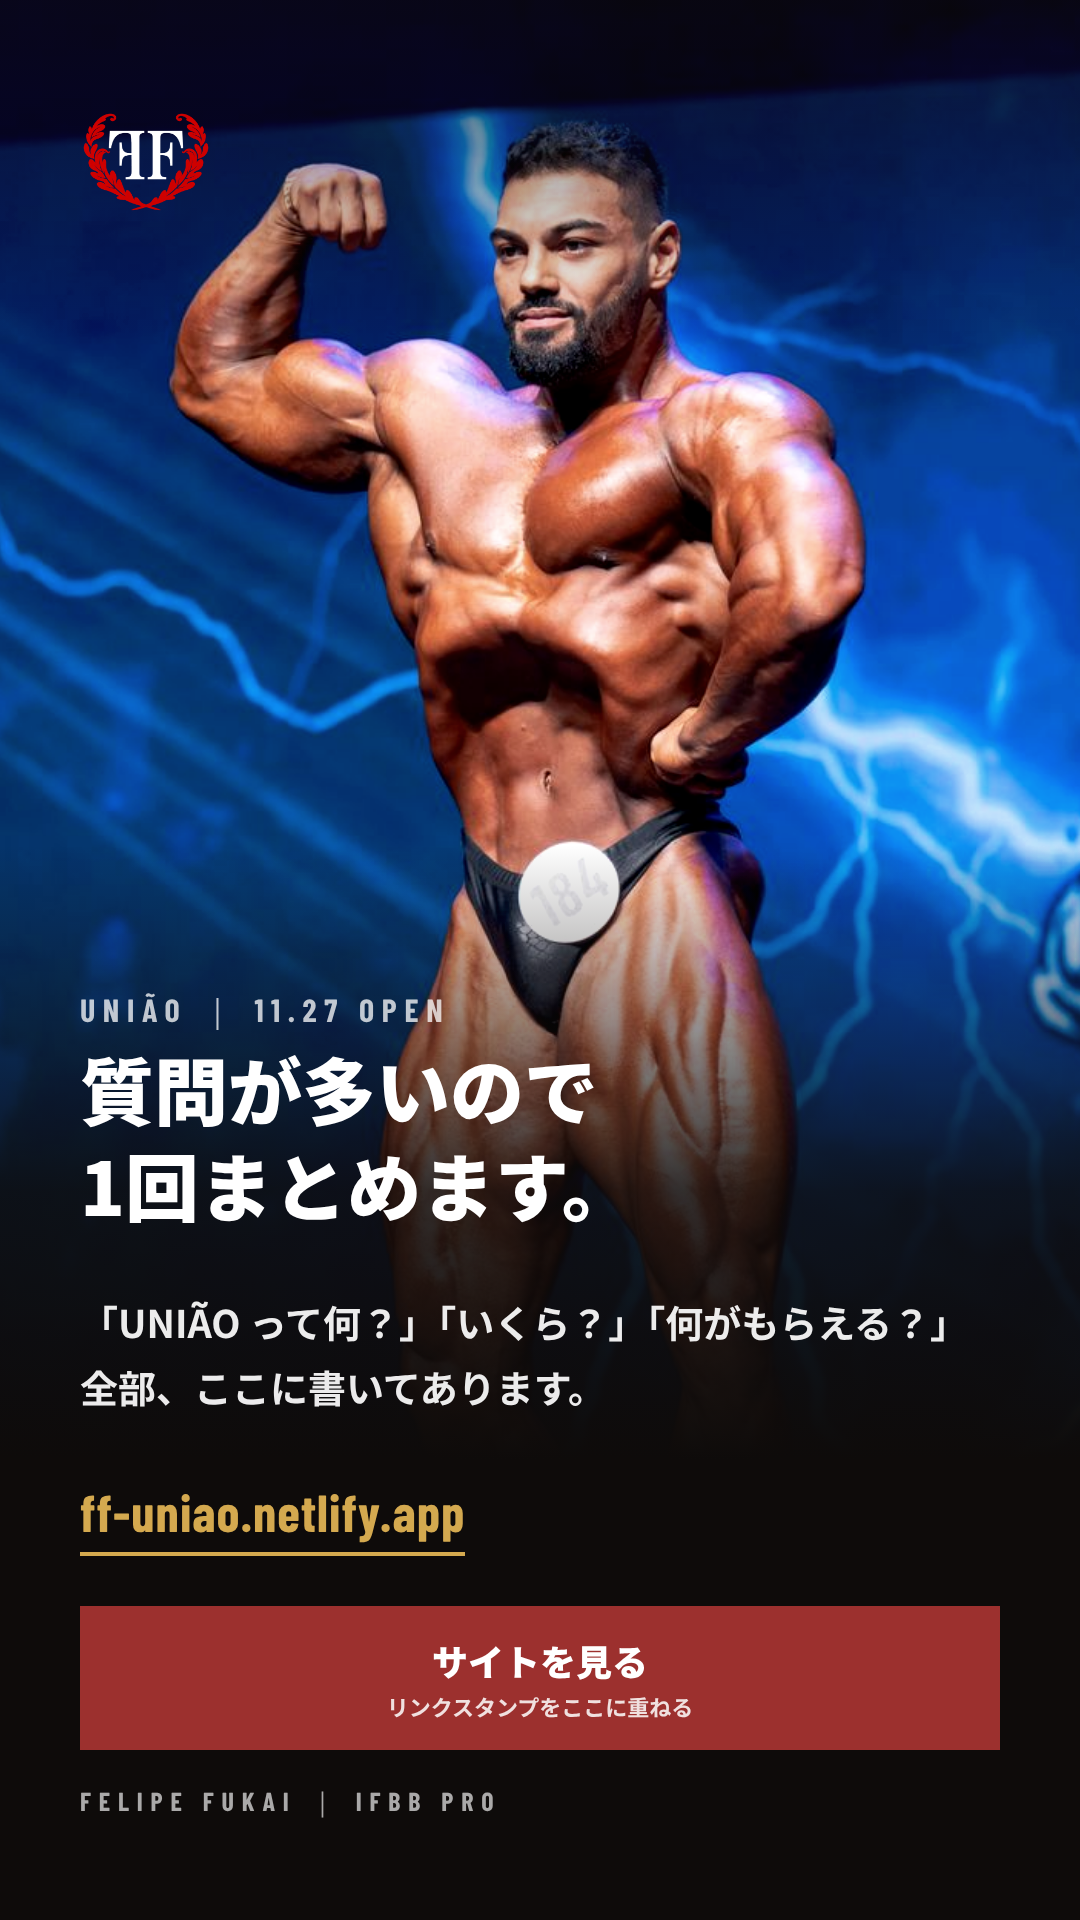 FF
184
UNIÃO | 11.27 OPEN
質問が多いので
1回まとめます。
「UNIÃO って何？」「いくら？」「何がもらえる？」
全部、ここに書いてあります。
ff-uniao.netlify.app
サイトを見る
リンクスタンプをここに重ねる
FELIPE FUKAI | IFBB PRO